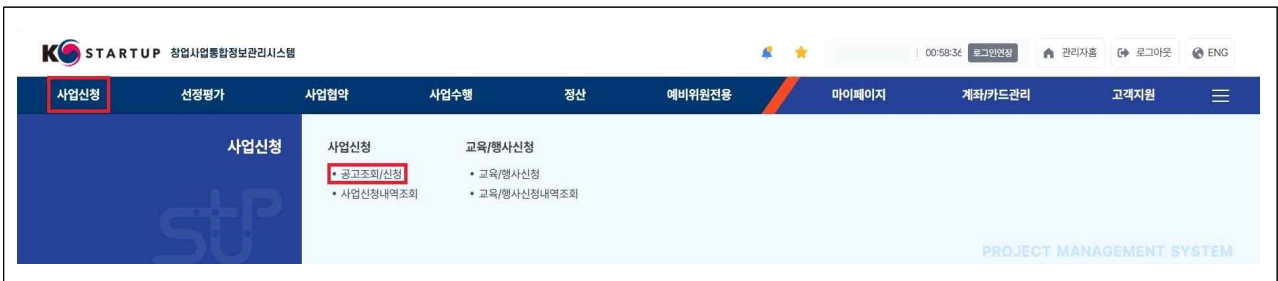 K STARTUP 창업사업통합정보관리시스템
00:58:36 로그인연장 관리자홈 로그아웃 ENG
사업신청 선정평가 사업협약 사업수행 정산 예비위원전용 마이페이지 계좌/카드관리 고객지원
사업신청
사업신청 교육/행사신청
• 공고조회/신청 • 교육/행사신청
• 사업신청내역조회 • 교육/행사신청내역조회
stP
PROJECT MANAGEMENT SYSTEM